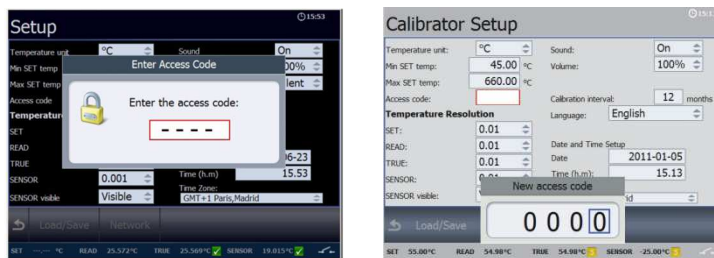 Setup
15:53
Temperature unit °C Sound On
Min SET temp Enter Access Code 00%
Max SET temp lent
Access code Enter the access code:
Temperatur
– – – –
SET
READ 06-23
TRUE Time (h.m) 15.53
SENSOR 0.001 Time Zone:
SENSOR visible Visible GMT+1 Paris,Madrid
Load/Save Network
SET ---.--- °C READ 25.572°C TRUE 25.569°C SENSOR 19.015°C
Calibrator Setup
Temperature unit: °C Sound: On
Min SET temp: 45.00 °C Volume: 100%
Max SET temp: 660.00 °C
Access code: Calibration interval: 12 months
Temperature Resolution Language: English
SET: 0.01
READ: 0.01 Date and Time Setup
TRUE: 0.01 Date 2011-01-05
SENSOR: Time (h.m): 15.13
New access code
SENSOR visible:
0 0 0 0
Load/Save
SET 55.00°C READ 54.98°C TRUE 54.98°C SENSOR -25.00°C